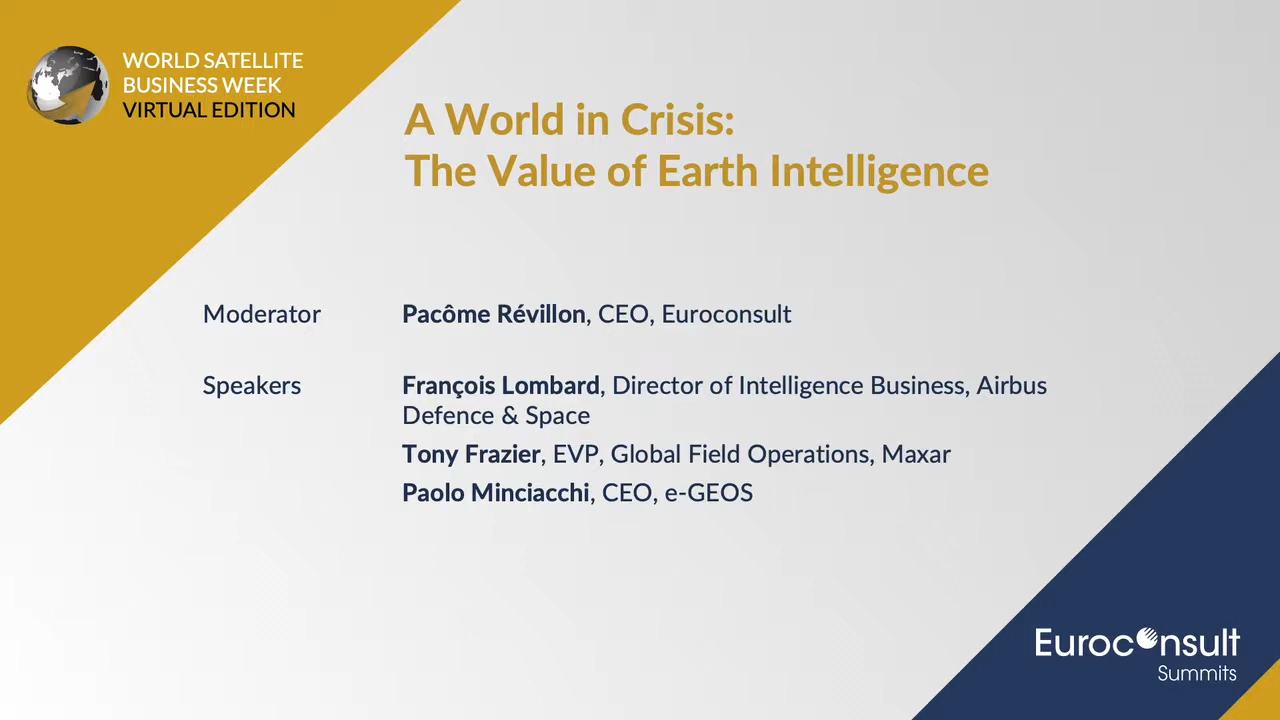 WORLD SATELLITE
BUSINESS WEEK
VIRTUAL EDITION
A World in Crisis:
The Value of Earth Intelligence
Moderator
Pacôme Révillon, CEO, Euroconsult
Speakers
François Lombard, Director of Intelligence Business, Airbus
Defence & Space
Tony Frazier, EVP, Global Field Operations, Maxar
Paolo Minciacchi, CEO, e-GEOS
Euroconsult
Summits